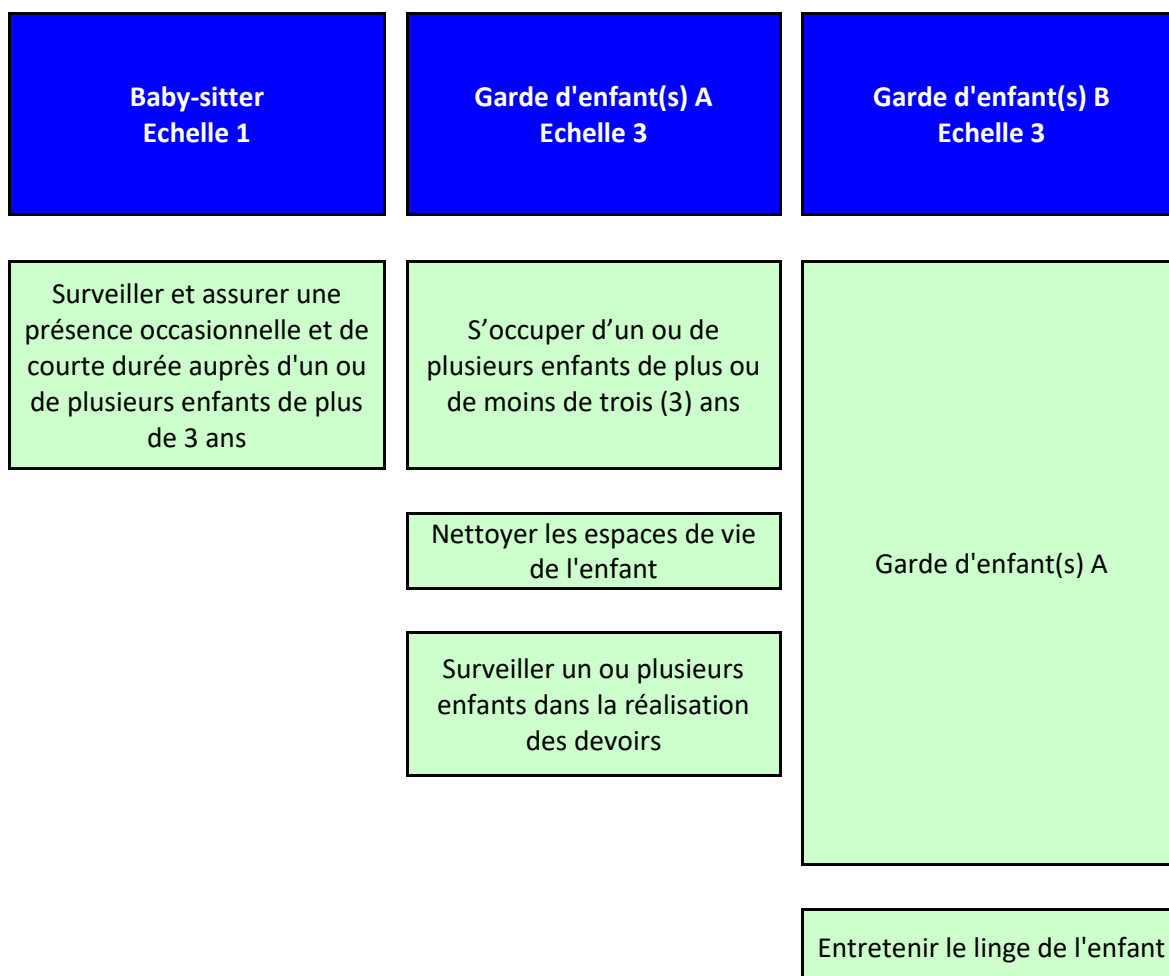 Baby-sitter
Echelle 1
Garde d'enfant(s) A
Echelle 3
Garde d'enfant(s) B
Echelle 3
Surveiller et assurer une
présence occasionnelle et de
courte durée auprès d'un ou
de plusieurs enfants de plus
de 3 ans
S’occuper d’un ou de
plusieurs enfants de plus ou
de moins de trois (3) ans
Nettoyer les espaces de vie
de l'enfant
Surveiller un ou plusieurs
enfants dans la réalisation
des devoirs
Garde d'enfant(s) A
Entretenir le linge de l'enfant